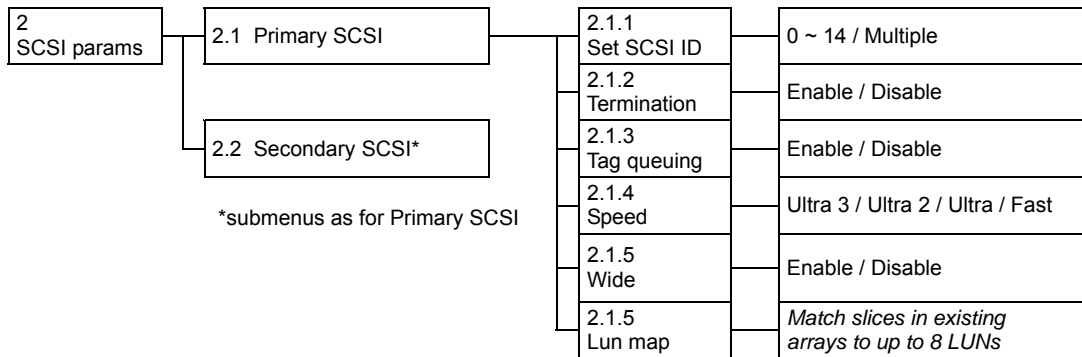 2
SCSI params
2.1 Primary SCSI
2.1.1
Set SCSI ID
0 ~ 14 / Multiple
2.1.2
Termination
Enable / Disable
2.2 Secondary SCSI*
2.1.3
Tag queuing
Enable / Disable
*submenus as for Primary SCSI
2.1.4
Speed
Ultra 3 / Ultra 2 / Ultra / Fast
2.1.5
Wide
Enable / Disable
2.1.5
Lun map
Match slices in existing
arrays to up to 8 LUNs